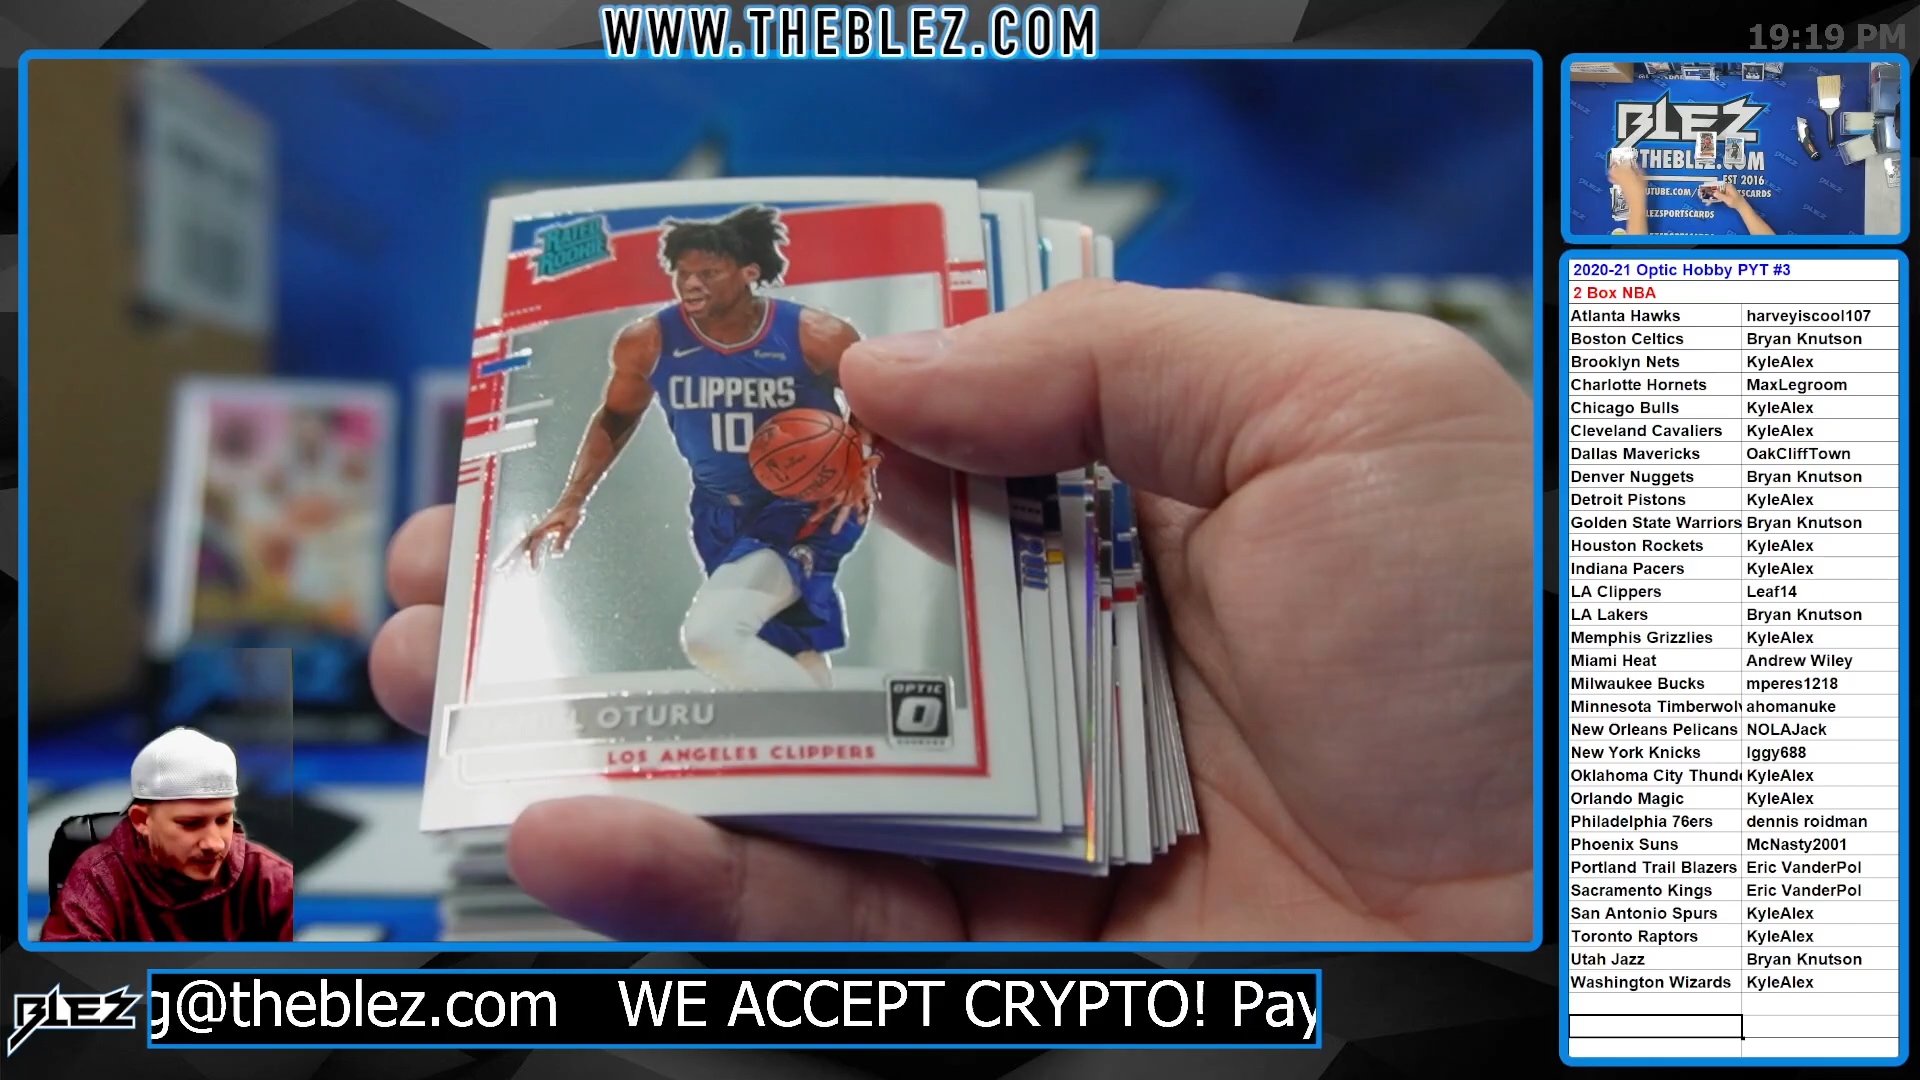 WWW.THEBLEZ.COM
19:19 PM
RATED ROOKIE
CLIPPERS
10
OTURU
OPTIC
LOS ANGELES CLIPPERS
BLEZ
@THEBLEZ.COM
EST 2016
2020-21 Optic Hobby PYT #3
2 Box NBA
Atlanta Hawks harveyiscool107
Boston Celtics Bryan Knutson
Brooklyn Nets KyleAlex
Charlotte Hornets MaxLegroom
Chicago Bulls KyleAlex
Cleveland Cavaliers KyleAlex
Dallas Mavericks OakCliffTown
Denver Nuggets Bryan Knutson
Detroit Pistons KyleAlex
Golden State Warriors Bryan Knutson
Houston Rockets KyleAlex
Indiana Pacers KyleAlex
LA Clippers Leaf14
LA Lakers Bryan Knutson
Memphis Grizzlies KyleAlex
Miami Heat Andrew Wiley
Milwaukee Bucks mperes1218
Minnesota Timberwolv ahomanuke
New Orleans Pelicans NOLAJack
New York Knicks Iggy688
Oklahoma City Thunde KyleAlex
Orlando Magic KyleAlex
Philadelphia 76ers dennis roidman
Phoenix Suns McNasty2001
Portland Trail Blazers Eric VanderPol
Sacramento Kings Eric VanderPol
San Antonio Spurs KyleAlex
Toronto Raptors KyleAlex
Utah Jazz Bryan Knutson
Washington Wizards KyleAlex
BLEZ
g@theblez.com WE ACCEPT CRYPTO! Pay